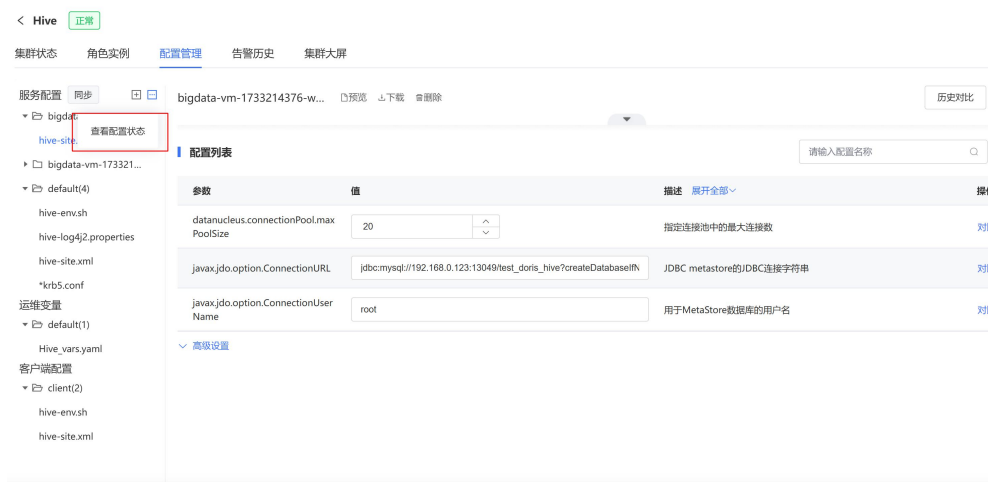 Hive 正常
集群状态 角色实例 配置管理 告警历史 集群大屏
服务配置 同步
bigdat
查看配置状态
hive-site.
bigdata-vm-173321...
default(4)
hive-env.sh
hive-log4j2.properties
hive-site.xml
*krb5.conf
运维变量
default(1)
Hive_vars.yaml
客户端配置
client(2)
hive-env.sh
hive-site.xml
bigdata-vm-1733214376-w... 预览 下载 删除
历史对比
配置列表
请输入配置名称
参数 值 描述 展开全部 操作
datanucleus.connectionPool.max
PoolSize
20
指定连接池中的最大连接数
javax.jdo.option.ConnectionURL
jdbc:mysql://192.168.0.123:13049/test_doris_hive?createDatabaseIfN
JDBC metastore的JDBC连接字符串
javax.jdo.option.ConnectionUser
Name
root
用于MetaStore数据库的用户名
高级设置